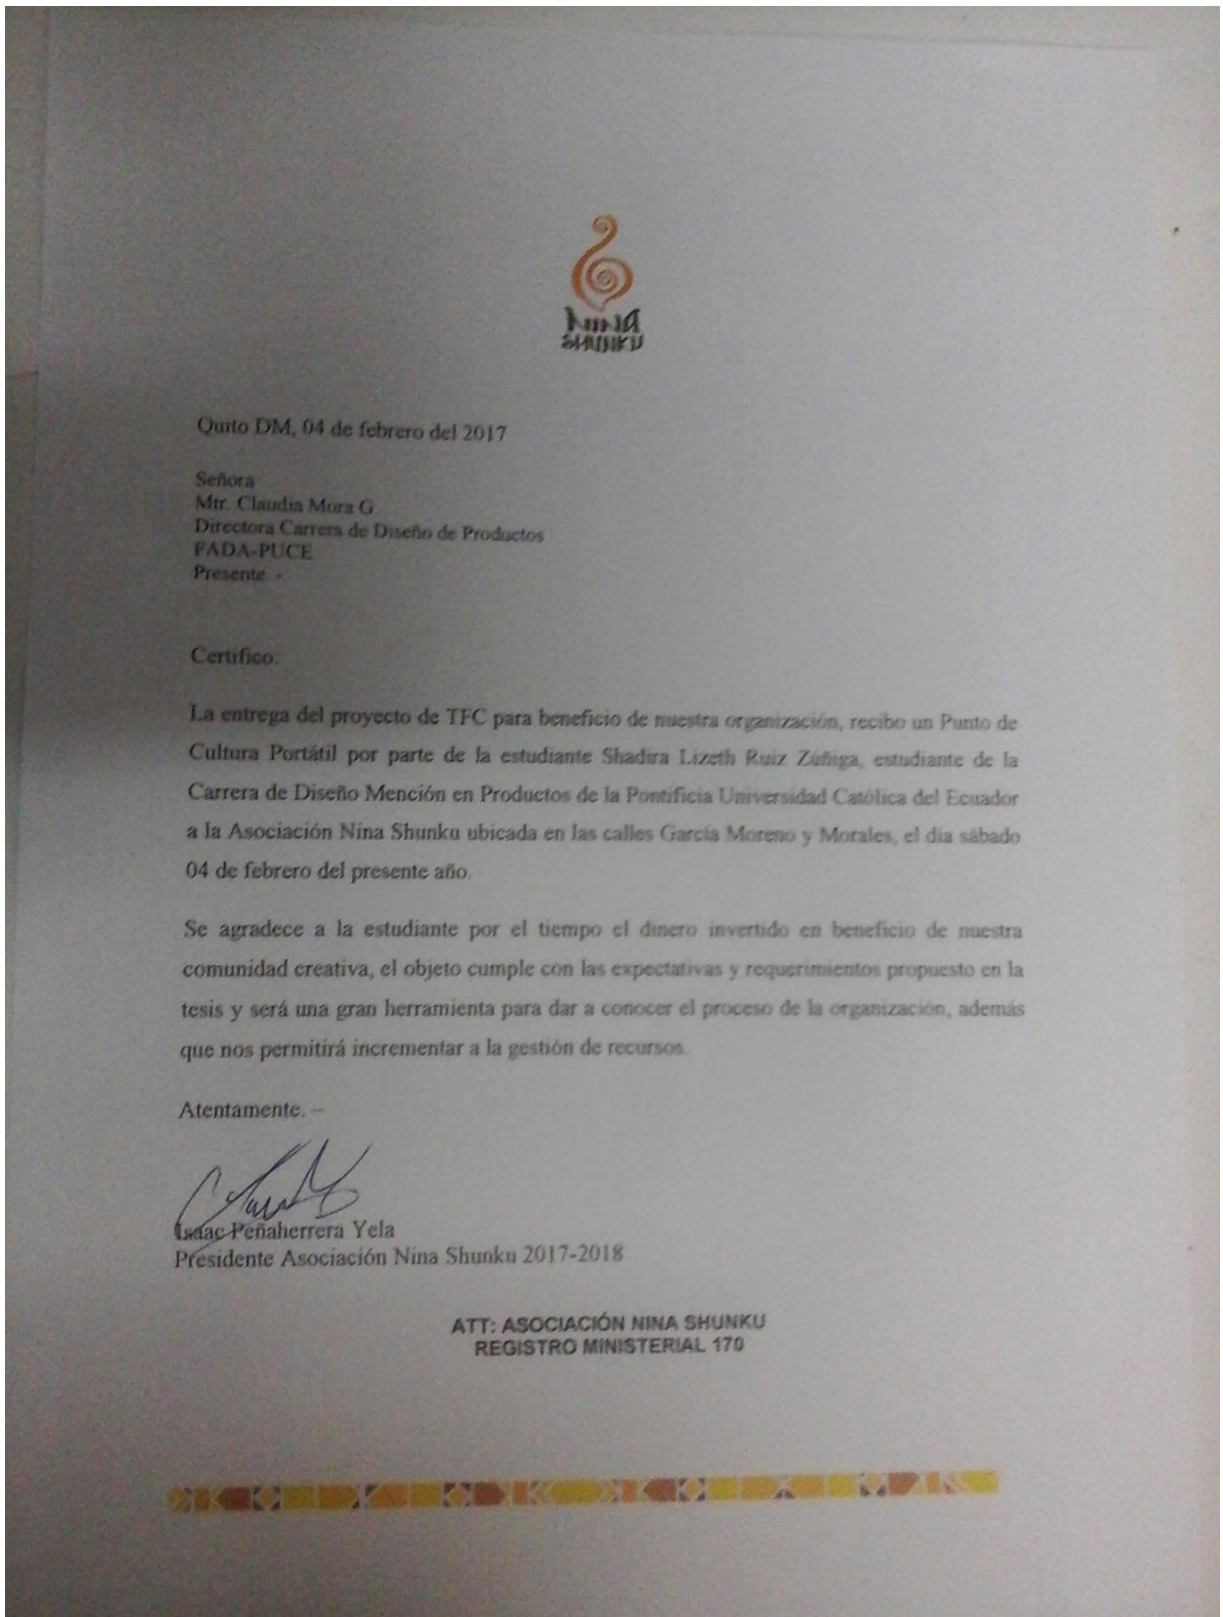 NINA
SHUNKU
Quito DM, 04 de febrero del 2017
Señora
Mtr. Claudia Mora G
Directora Carrera de Diseño de Productos
FADA-PUCE
Presente. -
Certifico:
La entrega del proyecto de TFC para beneficio de nuestra organización, recibo un Punto de
Cultura Portátil por parte de la estudiante Shadira Lizeth Ruiz Zúñiga, estudiante de la
Carrera de Diseño Mención en Productos de la Pontificia Universidad Católica del Ecuador
a la Asociación Nina Shunku ubicada en las calles García Moreno y Morales, el día sábado
04 de febrero del presente año.
Se agradece a la estudiante por el tiempo el dinero invertido en beneficio de nuestra
comunidad creativa, el objeto cumple con las expectativas y requerimientos propuesto en la
tesis y será una gran herramienta para dar a conocer el proceso de la organización, además
que nos permitirá incrementar a la gestión de recursos.
Atentamente. –
Isaac Peñaherrera Yela
Presidente Asociación Nina Shunku 2017-2018
ATT: ASOCIACIÓN NINA SHUNKU
REGISTRO MINISTERIAL 170